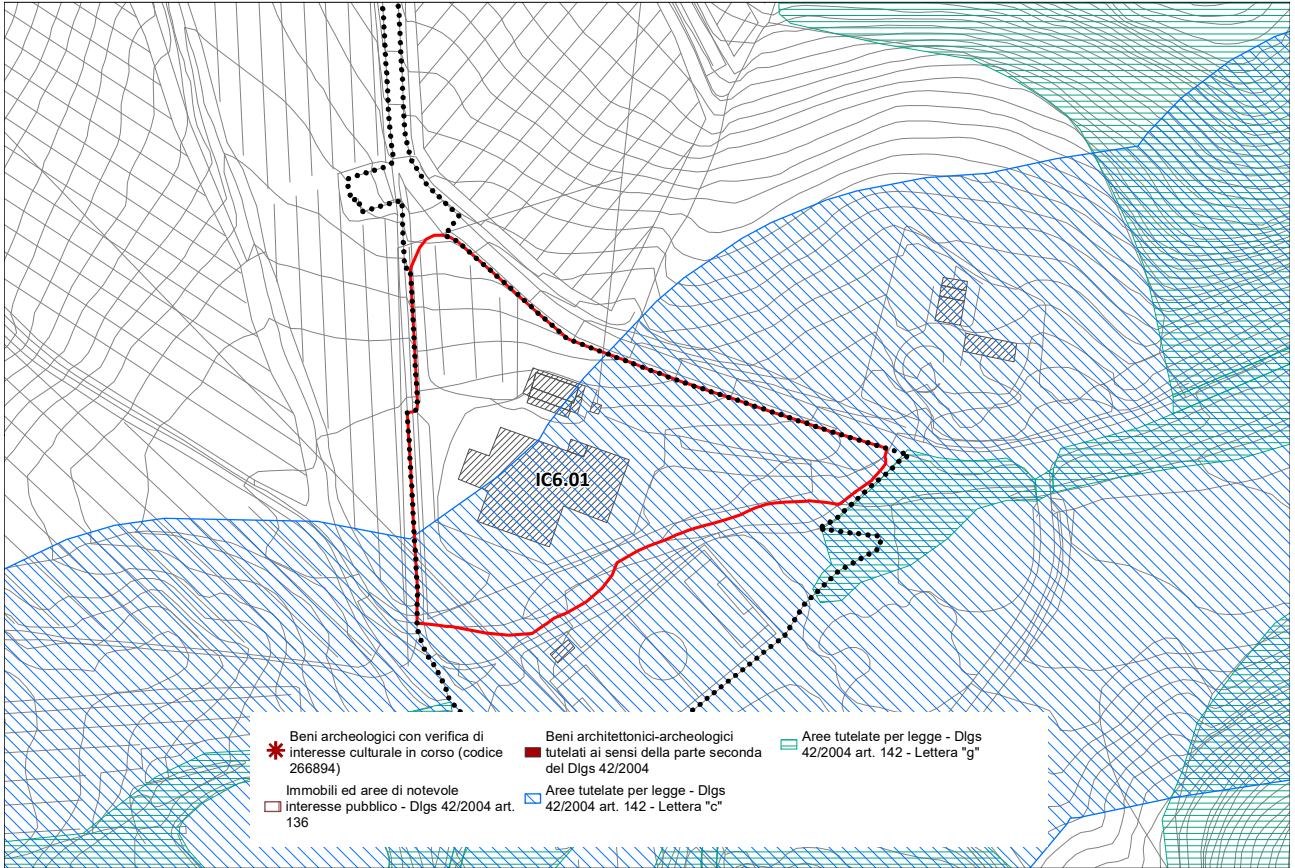 IC6.01
Beni archeologici con verifica di
interesse culturale in corso (codice
266894)
Immobili ed aree di notevole
interesse pubblico - Dlgs 42/2004 art.
136
Beni architettonici-archeologici
tutelati ai sensi della parte seconda
del Dlgs 42/2004
Aree tutelate per legge - Dlgs
42/2004 art. 142 - Lettera "c"
Aree tutelate per legge - Dlgs
42/2004 art. 142 - Lettera "g"